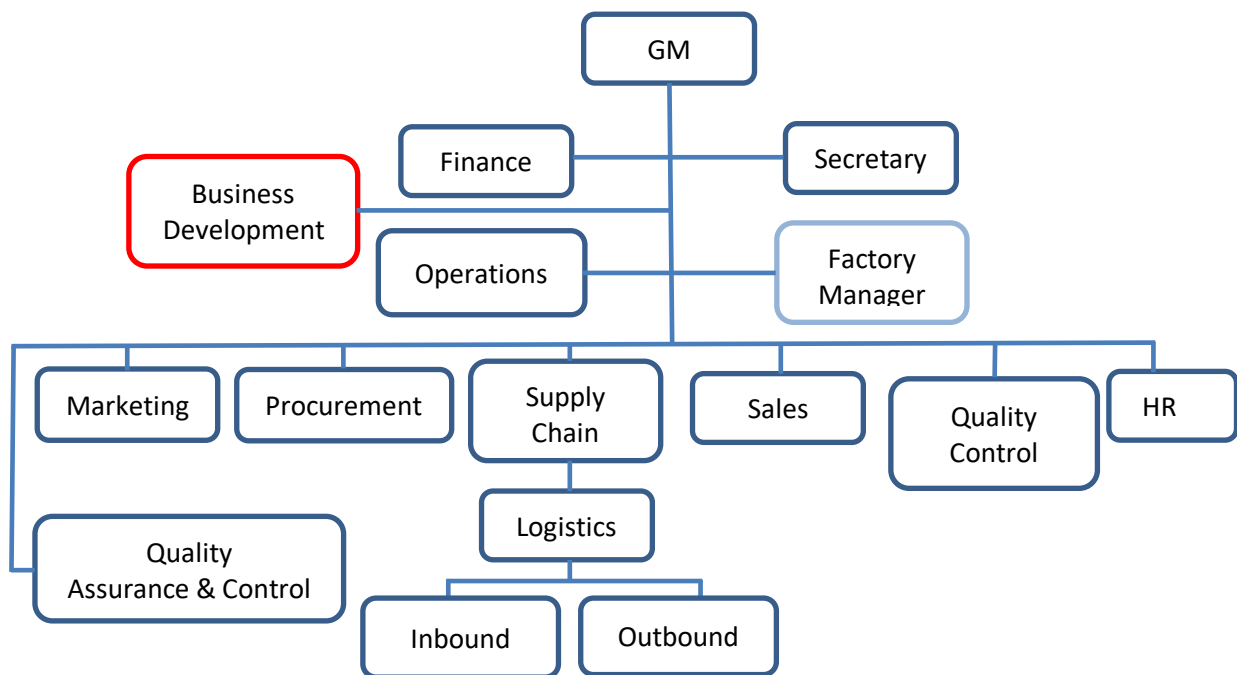 GM
Finance
Secretary
Business
Development
Operations
Factory
Manager
Marketing
Procurement
Supply
Chain
Sales
Quality
Control
HR
Logistics
Quality
Assurance & Control
Inbound
Outbound